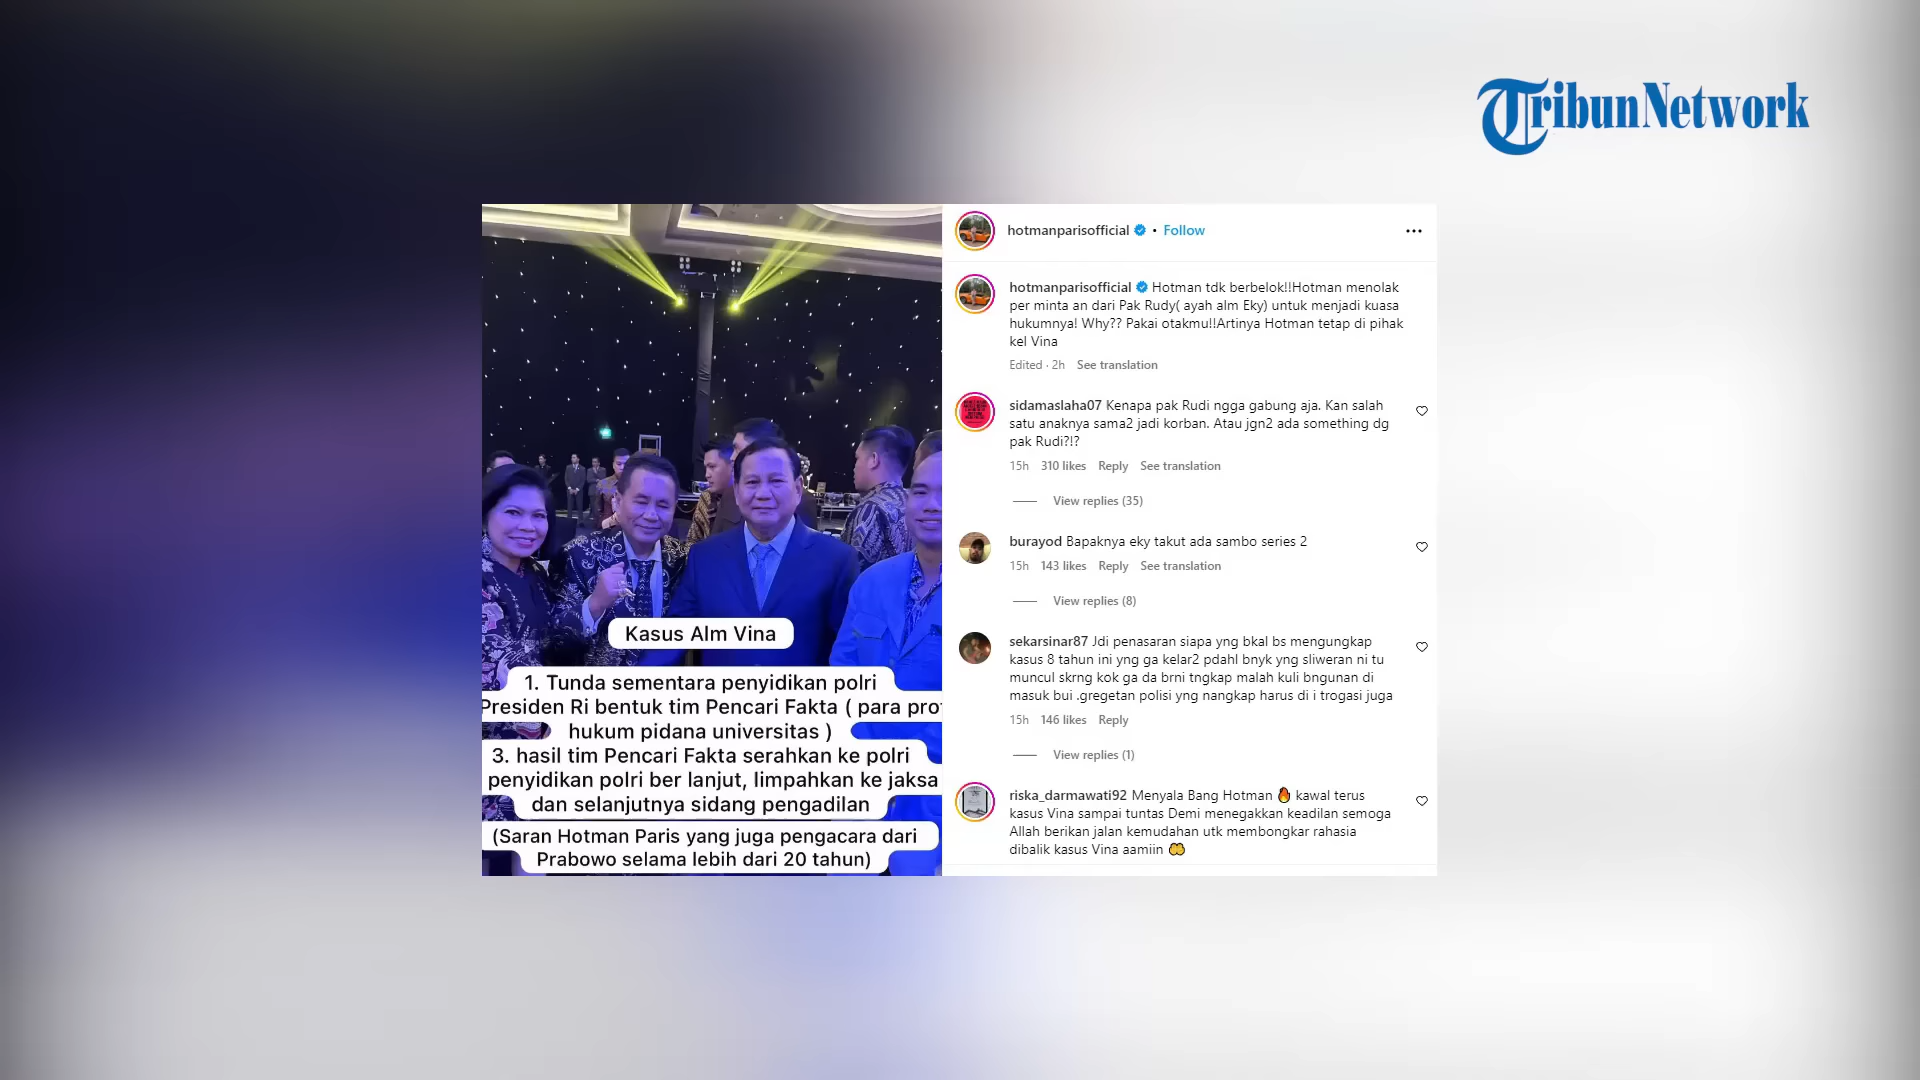 TribunNetwork
Kasus Alm Vina
1. Tunda sementara penyidikan polri
Presiden Ri bentuk tim Pencari Fakta ( para prof
hukum pidana universitas )
3. hasil tim Pencari Fakta serahkan ke polri
penyidikan polri ber lanjut, limpahkan ke jaksa
dan selanjutnya sidang pengadilan
(Saran Hotman Paris yang juga pengacara dari
Prabowo selama lebih dari 20 tahun)
hotmanparisofficial • Follow
hotmanparisofficial Hotman tdk berbelok!!Hotman menolak
per minta an dari Pak Rudy( ayah alm Eky) untuk menjadi kuasa
hukumnya! Why?? Pakai otakmu!!Artinya Hotman tetap di pihak
kel Vina
Edited · 2h See translation
sidamaslaha07 Kenapa pak Rudi ngga gabung aja. Kan salah
satu anaknya sama2 jadi korban. Atau jgn2 ada something dg
pak Rudi?!?
15h 310 likes Reply See translation
View replies (35)
burayod Bapaknya eky takut ada sambo series 2
15h 143 likes Reply See translation
View replies (8)
sekarsinar87 Jdi penasaran siapa yng bkal bs mengungkap
kasus 8 tahun ini yng ga kelar2 pdahl bnyk yng sliweran ni tu
muncul skrng kok ga da brni tngkap malah kuli bngunan di
masuk bui .gregetan polisi yng nangkap harus di i trogasi juga
15h 146 likes Reply
View replies (1)
riska_darmawati92 Menyala Bang Hotman 🔥 kawal terus
kasus Vina sampai tuntas Demi menegakkan keadilan semoga
Allah berikan jalan kemudahan utk membongkar rahasia
dibalik kasus Vina aamiin 🤲